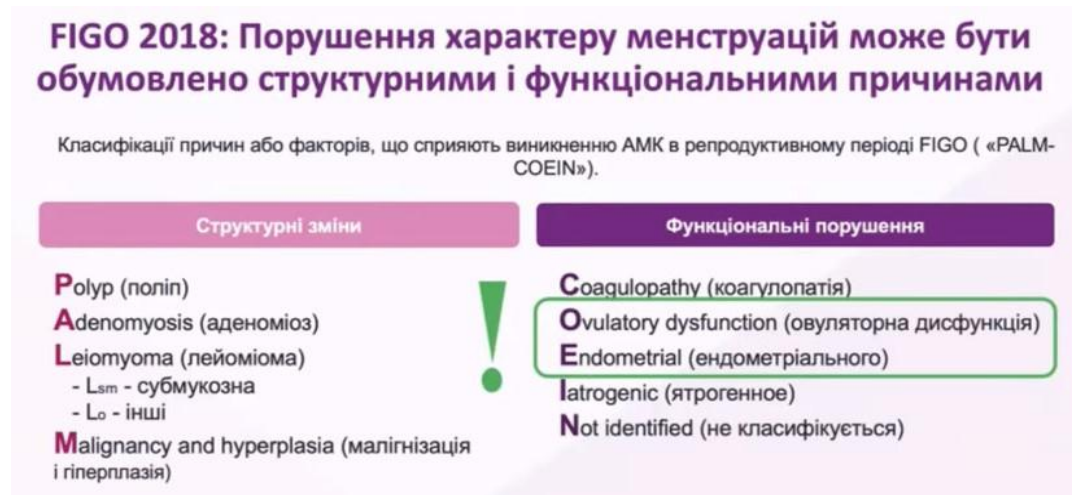 FIGO 2018: Порушення характеру менструацій може бути
обумовлено структурними і функціональними причинами
Класифікації причин або факторів, що сприяють виникненню АМК в репродуктивному періоді FIGO ( «PALM-
COEIN»).
Структурні зміни
Polyp (поліп)
Adenomyosis (аденоміоз)
Leiomyoma (лейоміома)
- Lsm - субмукозна
- Lo - інші
Malignancy and hyperplasia (малігнізація
і гіперплазія)
!
Функціональні порушення
Coagulopathy (коагулопатія)
Ovulatory dysfunction (овуляторна дисфункція)
Endometrial (ендометріального)
Iatrogenic (ятрогенное)
Not identified (не класифікується)